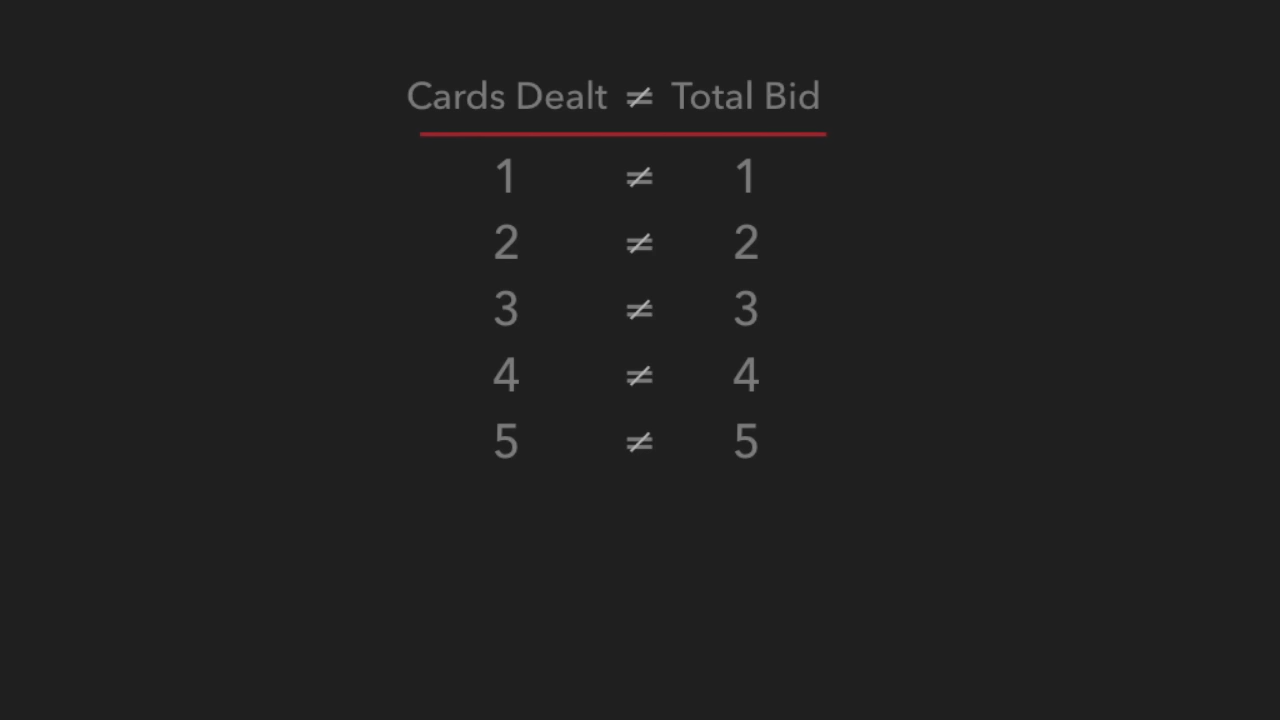 Cards Dealt ≠ Total Bid
1 ≠ 1
2 ≠ 2
3 ≠ 3
4 ≠ 4
5 ≠ 5